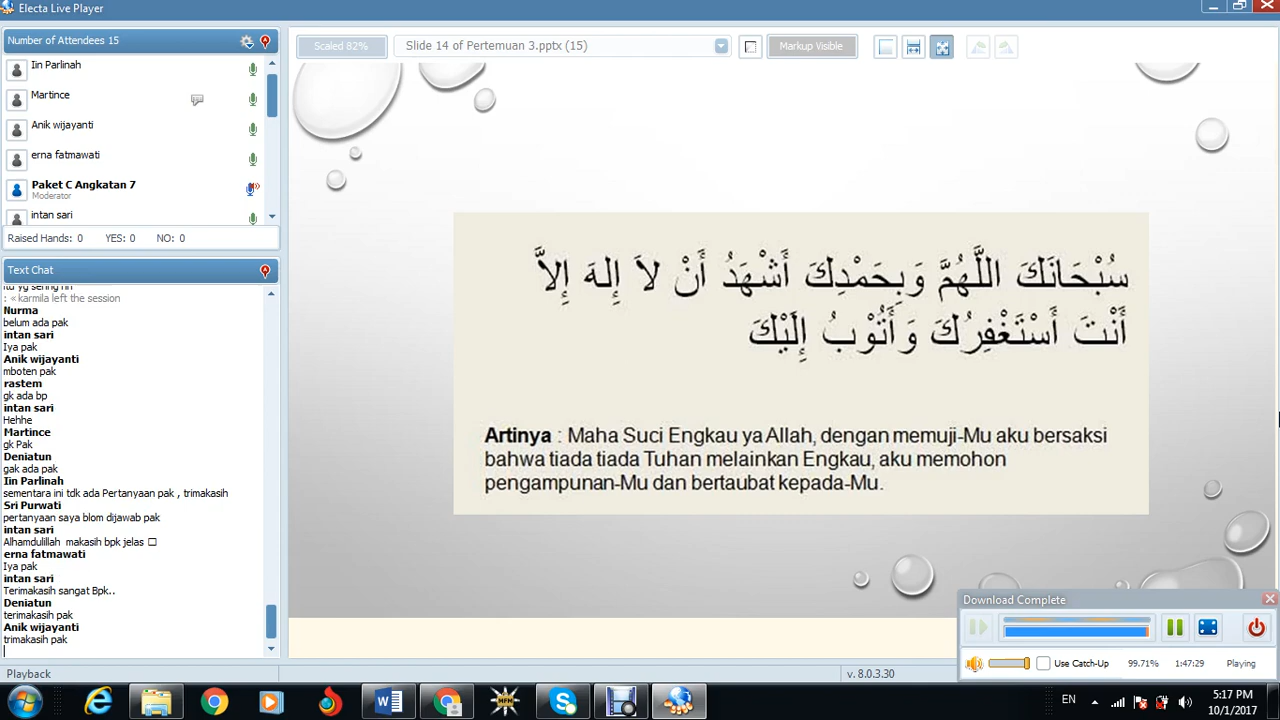 Electa Live Player
Number of Attendees 15
Iin Parlinah
Martince
Anik wijayanti
erna fatmawati
Paket C Angkatan 7
Moderator
intan sari
Raised Hands: 0 YES: 0 NO: 0
Text Chat
: « karmila left the session
Nurma
belum ada pak
intan sari
Iya pak
Anik wijayanti
mboten pak
rastem
gk ada bp
intan sari
Hehhe
Martince
gk Pak
Deniatun
gak ada pak
Iin Parlinah
sementara ini tdk ada Pertanyaan pak , trimakasih
Sri Purwati
pertanyaan saya blom dijawab pak
intan sari
Alhamdulillah makasih bpk jelas
erna fatmawati
Iya pak
intan sari
Terimakasih sangat Bpk..
Deniatun
terimakasih pak
Anik wijayanti
trimakasih pak
Scaled 82%
Slide 14 of Pertemuan 3.pptx (15)
Markup Visible
سُبْحَانَكَ اللَّهُمَّ وَبِحَمْدِكَ أَشْهَدُ أَنْ لاَ إِلهَ إِلاَّ
أَنْتَ أَسْتَغْفِرُكَ وَأَتُوْبُ إِلَيْكَ
Artinya : Maha Suci Engkau ya Allah, dengan memuji-Mu aku bersaksi
bahwa tiada tiada Tuhan melainkan Engkau, aku memohon
pengampunan-Mu dan bertaubat kepada-Mu.
Download Complete
Use Catch-Up 99.71% 1:47:29 Playing
Playback
v. 8.0.3.30
EN
5:17 PM
10/1/2017